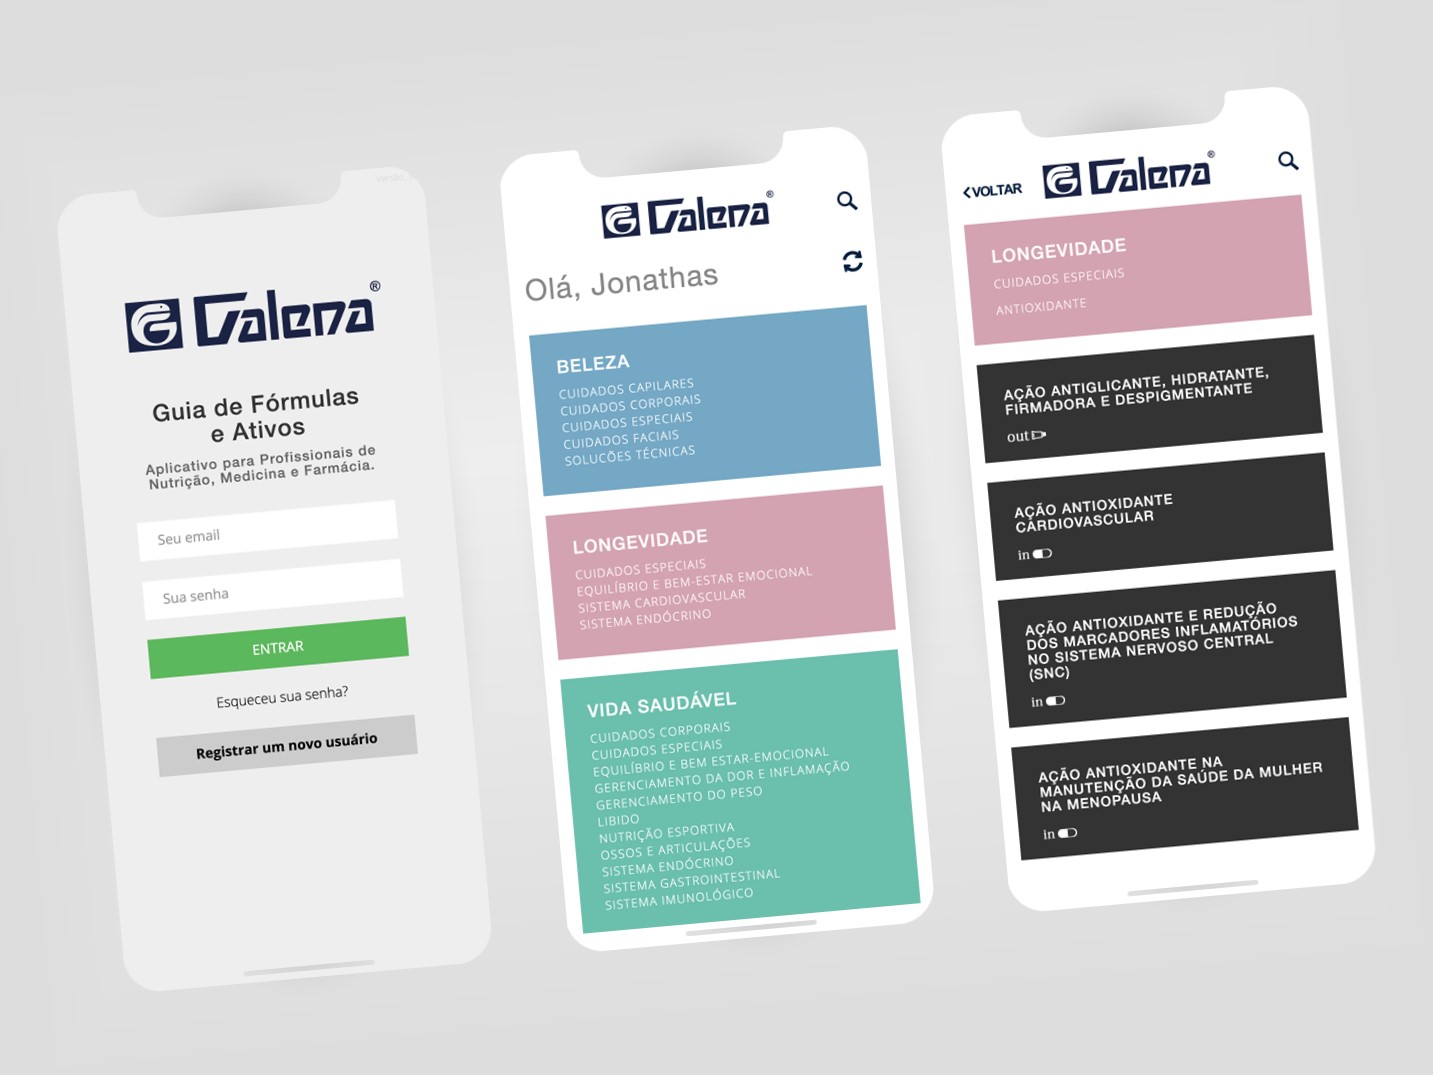 Galena®
Guia de Fórmulas
e Ativos
Aplicativo para Profissionais de
Nutrição, Medicina e Farmácia.
Seu email
Sua senha
ENTRAR
Esqueceu sua senha?
Registrar um novo usuário
Galena®
Olá, Jonathas
BELEZA
CUIDADOS CAPILARES
CUIDADOS CORPORAIS
CUIDADOS ESPECIAIS
CUIDADOS FACIAIS
SOLUCÕES TÉCNICAS
LONGEVIDADE
CUIDADOS ESPECIAIS
EQUILÍBRIO E BEM-ESTAR EMOCIONAL
SISTEMA CARDIOVASCULAR
SISTEMA ENDÓCRINO
VIDA SAUDÁVEL
CUIDADOS CORPORAIS
CUIDADOS ESPECIAIS
EQUILÍBRIO E BEM ESTAR-EMOCIONAL
GERENCIAMENTO DA DOR E INFLAMAÇÃO
GERENCIAMENTO DO PESO
LIBIDO
NUTRIÇÃO ESPORTIVA
OSSOS E ARTICULAÇÕES
SISTEMA ENDÓCRINO
SISTEMA GASTROINTESTINAL
SISTEMA IMUNOLÓGICO
VOLTAR
Galena®
LONGEVIDADE
CUIDADOS ESPECIAIS
ANTIOXIDANTE
AÇÃO ANTIGLICANTE, HIDRATANTE,
FIRMADORA E DESPIGMENTANTE
out
AÇÃO ANTIOXIDANTE
CARDIOVASCULAR
in
AÇÃO ANTIOXIDANTE E REDUÇÃO
DOS MARCADORES INFLAMATÓRIOS
NO SISTEMA NERVOSO CENTRAL
(SNC)
in
AÇÃO ANTIOXIDANTE NA
MANUTENÇÃO DA SAÚDE DA MULHER
NA MENOPAUSA
in